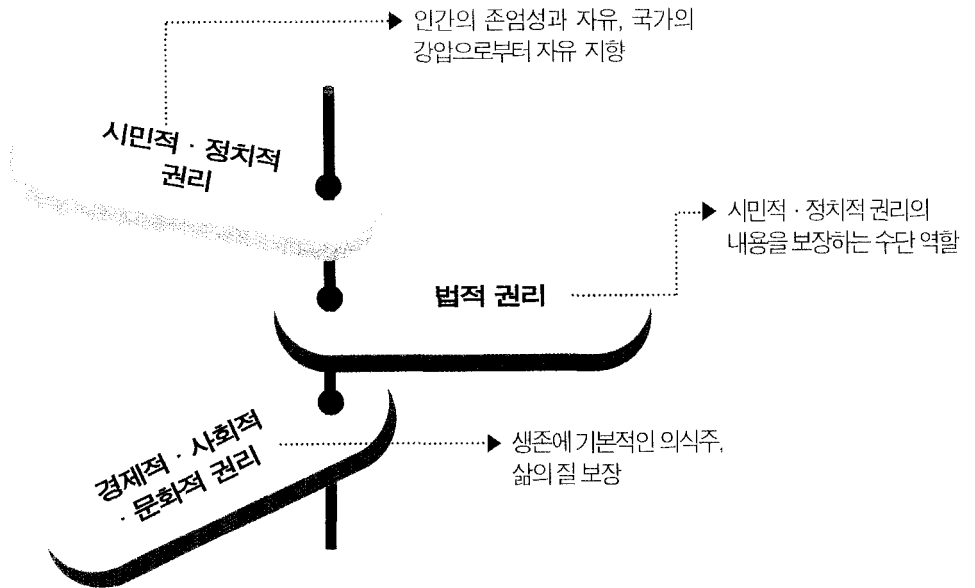 인간의 존엄성과 자유, 국가의
강압으로부터 자유 지향
시민적 · 정치적
권리
시민적 · 정치적 권리의
내용을 보장하는 수단 역할
법적 권리
경제적 · 사회적
· 문화적 권리
생존에 기본적인 의식주,
삶의 질 보장